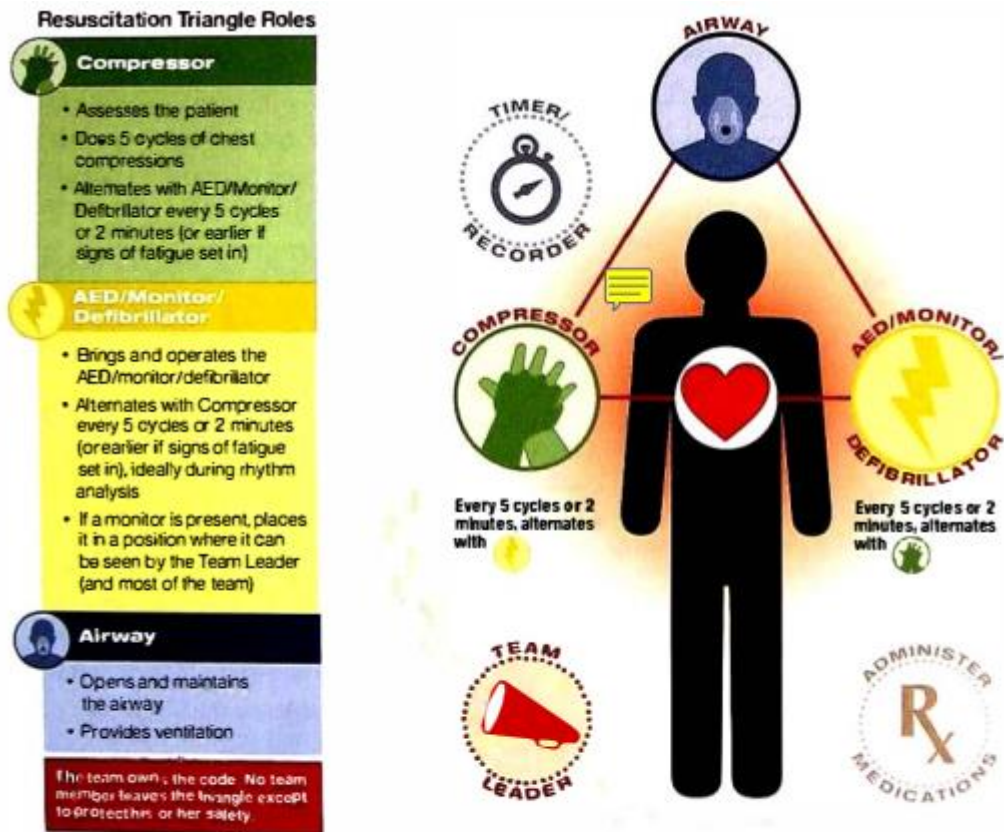 Resuscitation Triangle Roles
Compressor
• Assesses the patient
• Does 5 cycles of chest
compressions
• Alternates with AED/Monitor/
Defibrillator every 5 cycles
or 2 minutes (or earlier if
signs of fatigue set in)
AED/Monitor/
Defibrillator
• Brings and operates the
AED/monitor/defibrillator
• Alternates with Compressor
every 5 cycles or 2 minutes
(or earlier if signs of fatigue
set in), ideally during rhythm
analysis
• If a monitor is present, places
it in a position where it can
be seen by the Team Leader
(and most of the team)
Airway
• Opens and maintains
the airway
• Provides ventilation
The team owns the code. No team
member leaves the triangle except
to protect his or her safety.
AIRWAY
TIMER/
RECORDER
COMPRESSOR
AED/MONITOR/
DEFIBRILLATOR
Every 5 cycles or 2
minutes, alternates
with
Every 5 cycles or 2
minutes, alternates
with
TEAM
LEADER
ADMINISTER
Rx
MEDICATIONS